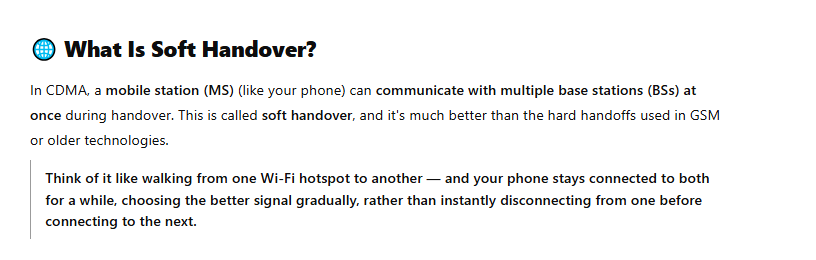 🌐 What Is Soft Handover?
In CDMA, a mobile station (MS) (like your phone) can communicate with multiple base stations (BSs) at
once during handover. This is called soft handover, and it's much better than the hard handoffs used in GSM
or older technologies.
Think of it like walking from one Wi-Fi hotspot to another — and your phone stays connected to both
for a while, choosing the better signal gradually, rather than instantly disconnecting from one before
connecting to the next.